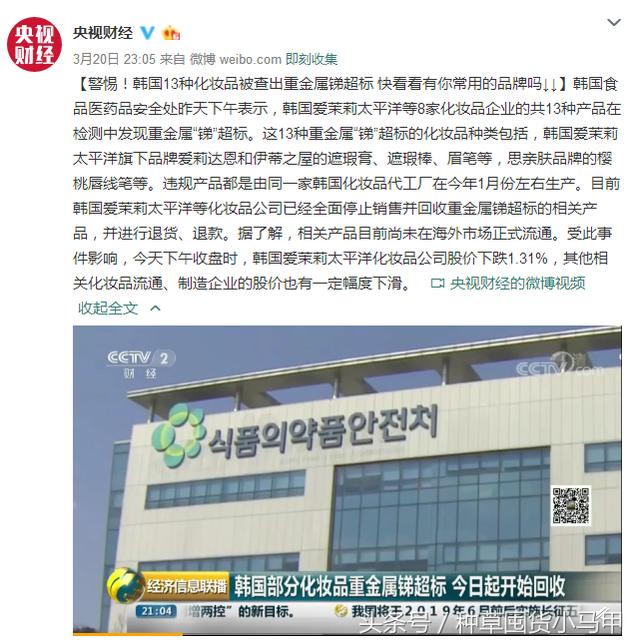 央视财经
央视
财经
3月20日 23:05 来自 微博 weibo.com 即刻收集
【警惕！韩国13种化妆品被查出重金属锑超标 快看看有你常用的品牌吗↓↓】韩国食
品医药品安全处昨天下午表示，韩国爱茉莉太平洋等8家化妆品企业的共13种产品在
检测中发现重金属“锑”超标。这13种重金属“锑”超标的化妆品种类包括，韩国爱茉莉
太平洋旗下品牌爱莉达恩和伊蒂之屋的遮瑕膏、遮瑕棒、眉笔等，思亲肤品牌的樱
桃唇线笔等。违规产品都是由同一家韩国化妆品代工厂在今年1月份左右生产。目前
韩国爱茉莉太平洋等化妆品公司已经全面停止销售并回收重金属锑超标的相关产
品，并进行退货、退款。据了解，相关产品目前尚未在海外市场正式流通。受此事
件影响，今天下午收盘时，韩国爱茉莉太平洋化妆品公司股价下跌1.31%，其他相
关化妆品流通、制造企业的股价也有一定幅度下滑。 央视财经的微博视频
收起全文
CCTV 2
财经
CCTV
.com
식품의약품안전처
经济信息联播
韩国部分化妆品重金属锑超标 今日起开始回收
21:04
增两控”的新目标。
我国将于2019年6月前后实施长征五
头条号／种草囤货小马甲